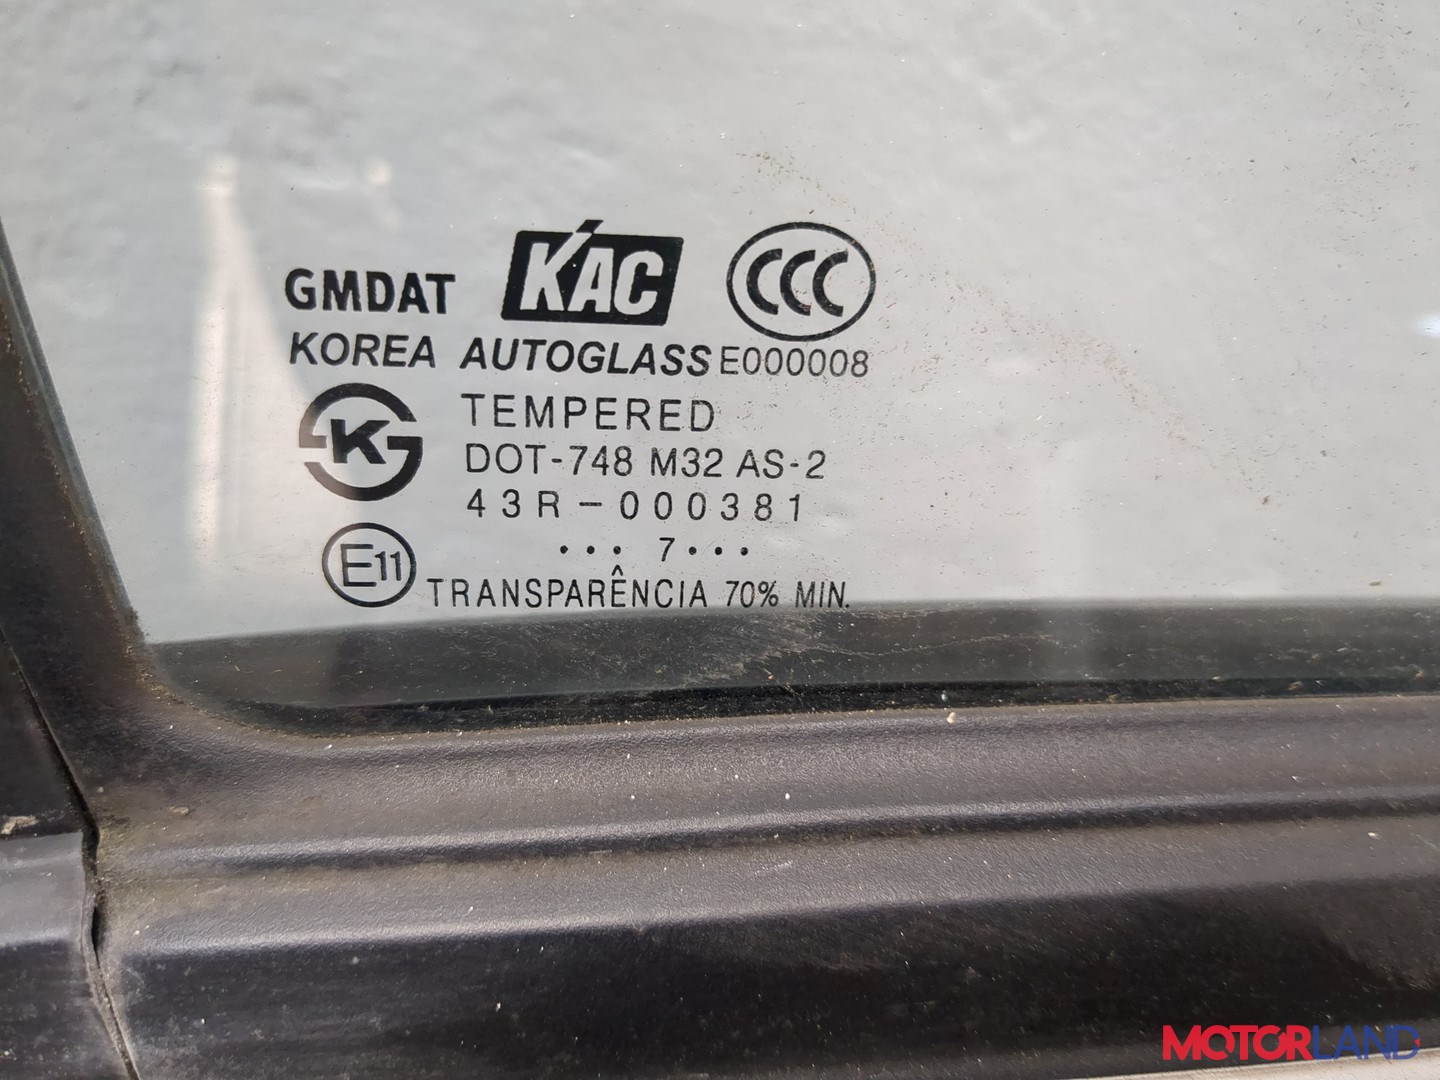 GMDAT KAC CCC
KOREA AUTOGLASS E000008
K TEMPERED
DOT-748 M32 AS-2
43R-000381
••• 7•••
E11 TRANSPARÊNCIA 70% MIN.
MOTORLAND